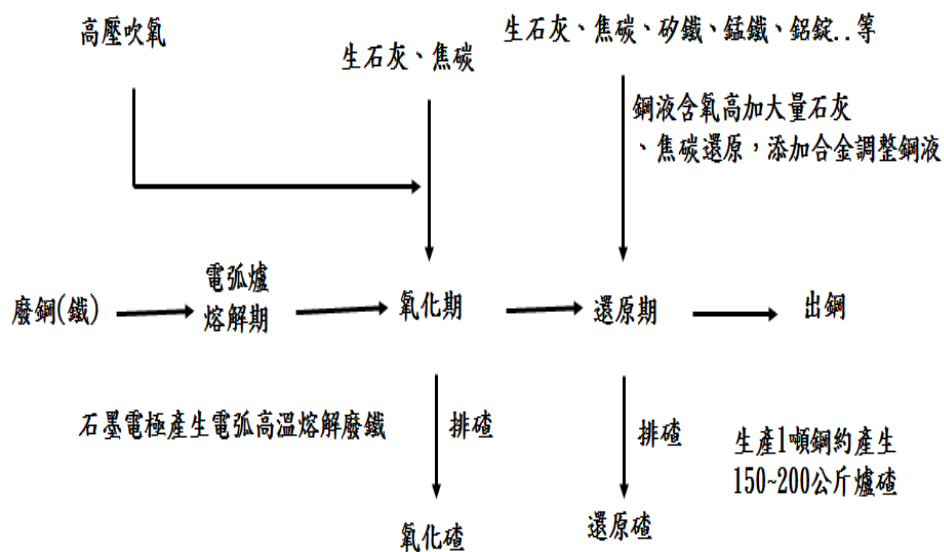 高壓吹氧
生石灰、焦碳
生石灰、焦碳、矽鐵、錳鐵、鋁錠..等
鋼液含氧高加大量石灰
、焦碳還原，添加合金調整鋼液
廢鋼(鐵)
電弧爐
熔解期
氧化期
還原期
出鋼
石墨電極產生電弧高溫熔解廢鐵
排碴
排碴
生產1噸鋼約產生
150~200公斤爐碴
氧化碴
還原碴